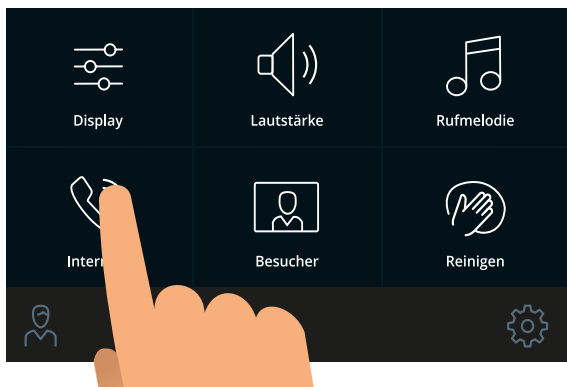 Display
Lautstärke
Rufmelodie
Besucher
Reinigen